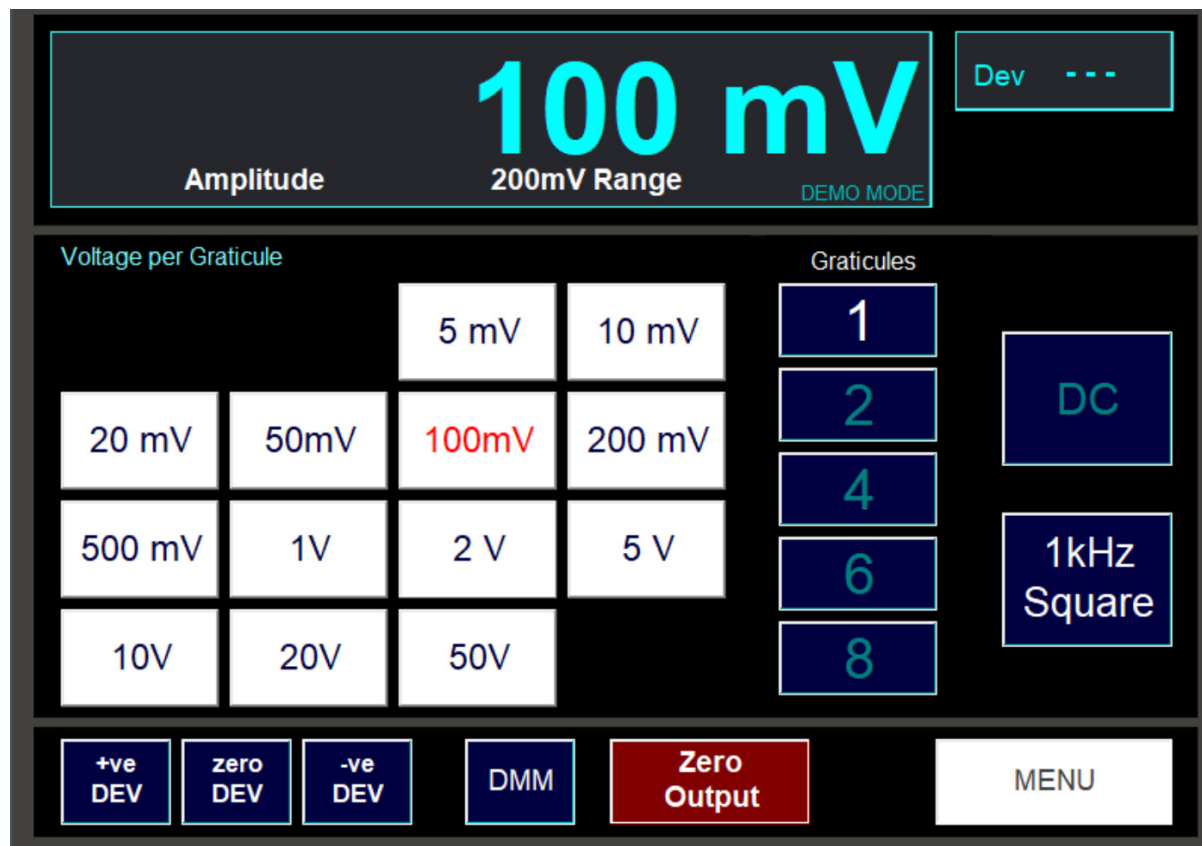 100 mV
Dev ---
Amplitude 200mV Range DEMO MODE
Voltage per Graticule
Graticules
5 mV 10 mV
20 mV 50mV 100mV 200 mV
500 mV 1V 2 V 5 V
10V 20V 50V
1
2
4
6
8
DC
1kHz
Square
+ve
DEV
zero
DEV
-ve
DEV
DMM
Zero
Output
MENU